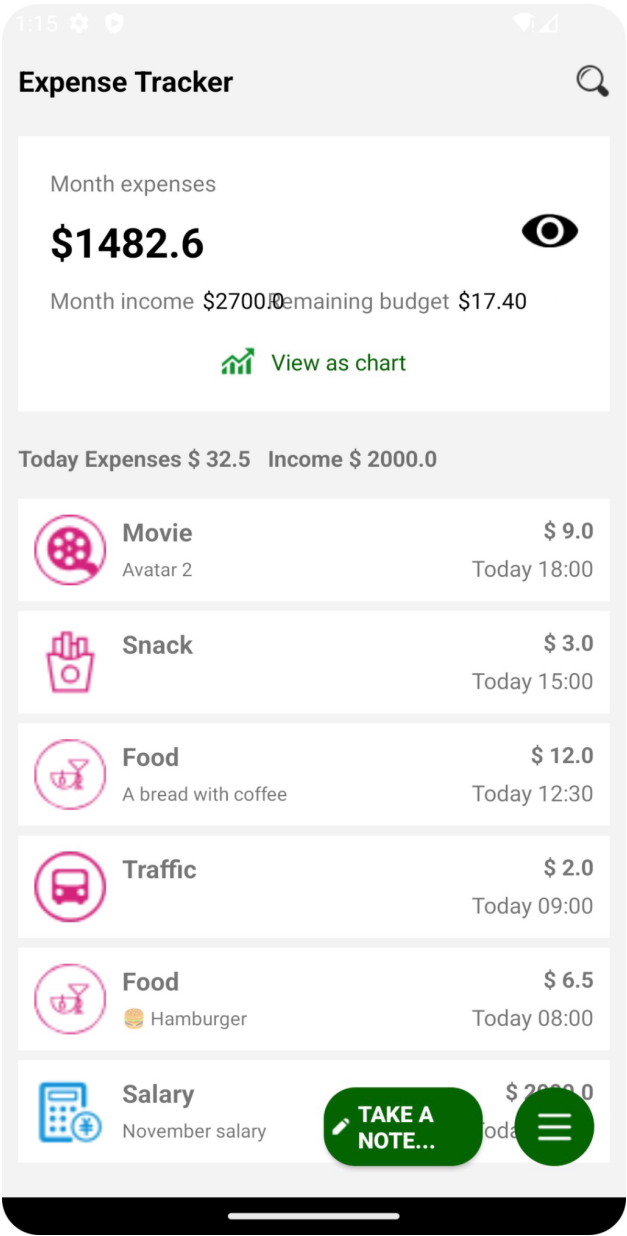 1:15
Expense Tracker
Month expenses
$1482.6
Month income $2700.0 Remaining budget $17.40
View as chart
Today Expenses $ 32.5 Income $ 2000.0
Movie $ 9.0
Avatar 2 Today 18:00
Snack $ 3.0
Today 15:00
Food $ 12.0
A bread with coffee Today 12:30
Traffic $ 2.0
Today 09:00
Food $ 6.5
🍔 Hamburger Today 08:00
Salary
November salary
TAKE A
NOTE...